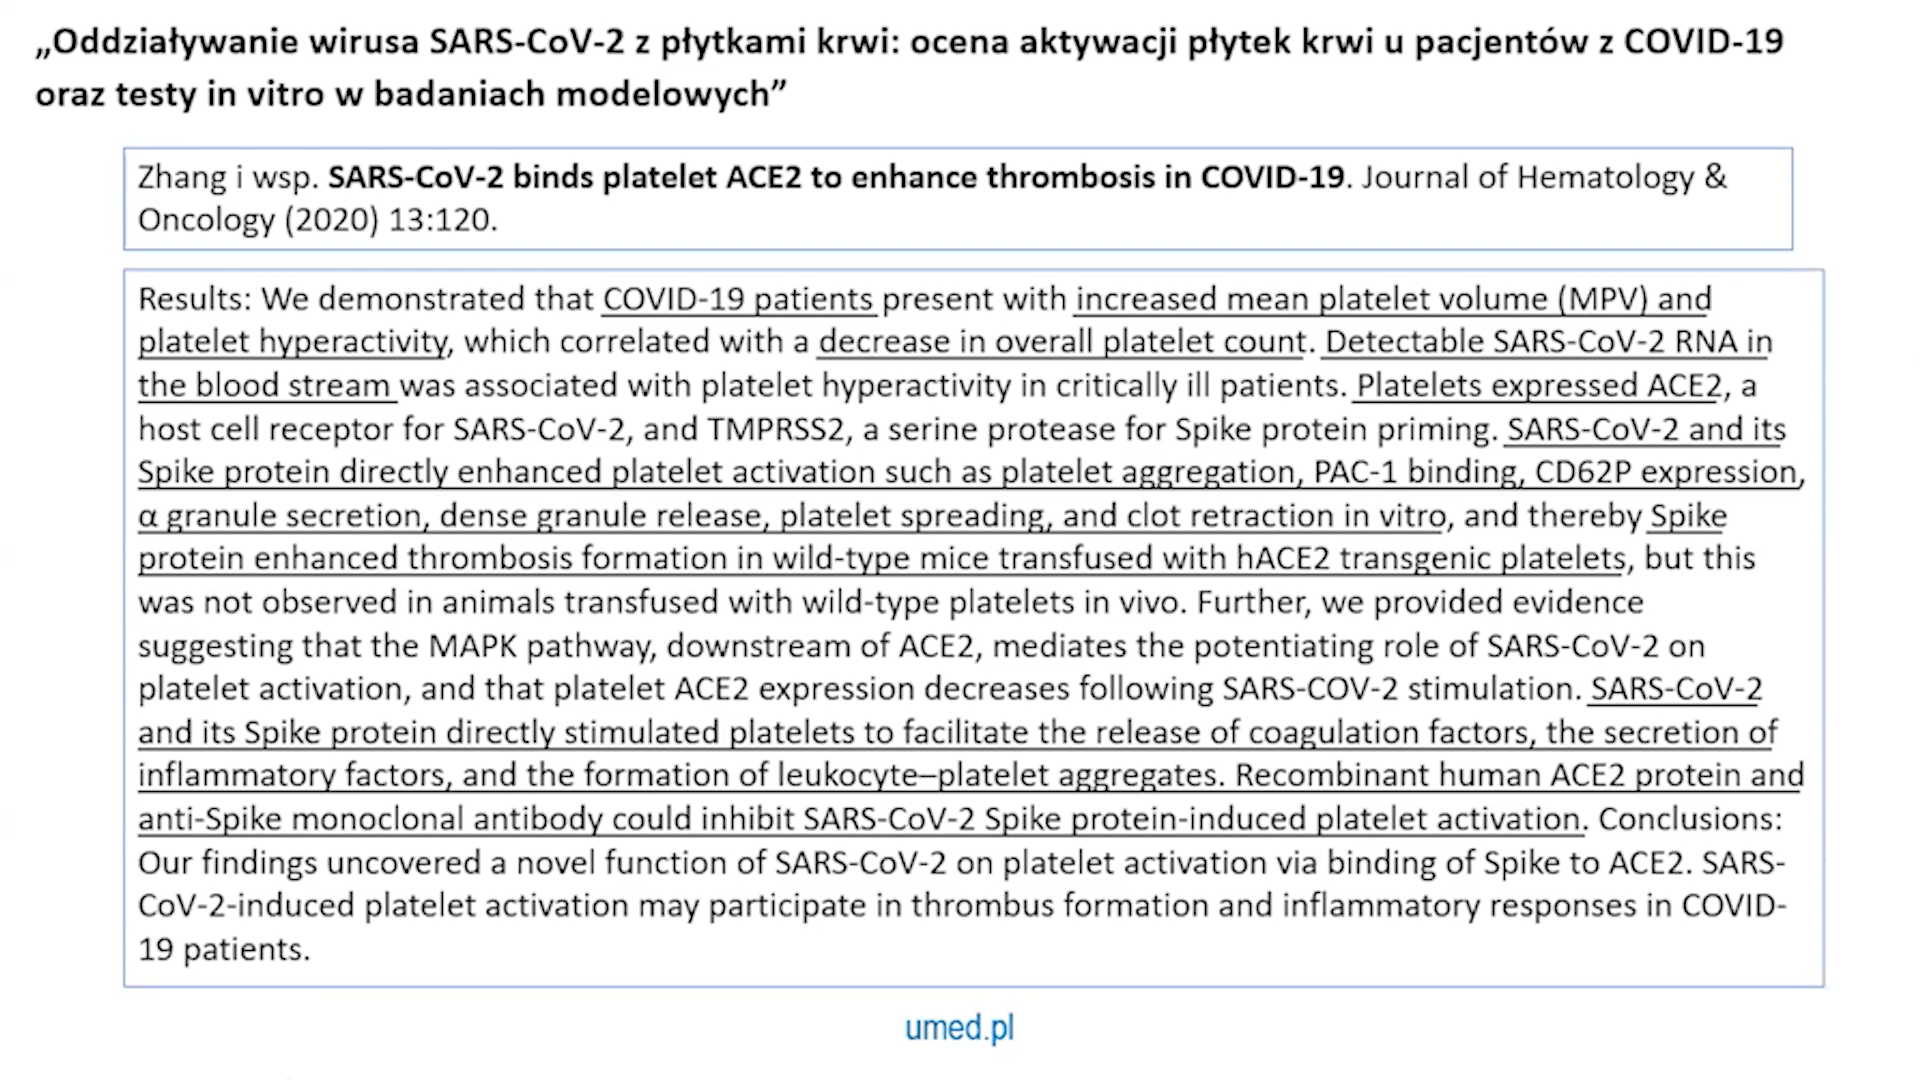 „Oddziaływanie wirusa SARS-CoV-2 z płytkami krwi: ocena aktywacji płytek krwi u pacjentów z COVID-19
oraz testy in vitro w badaniach modelowych”
Zhang i wsp. SARS-CoV-2 binds platelet ACE2 to enhance thrombosis in COVID-19. Journal of Hematology &
Oncology (2020) 13:120.
Results: We demonstrated that COVID-19 patients present with increased mean platelet volume (MPV) and
platelet hyperactivity, which correlated with a decrease in overall platelet count. Detectable SARS-CoV-2 RNA in
the blood stream was associated with platelet hyperactivity in critically ill patients. Platelets expressed ACE2, a
host cell receptor for SARS-CoV-2, and TMPRSS2, a serine protease for Spike protein priming. SARS-CoV-2 and its
Spike protein directly enhanced platelet activation such as platelet aggregation, PAC-1 binding, CD62P expression,
α granule secretion, dense granule release, platelet spreading, and clot retraction in vitro, and thereby Spike
protein enhanced thrombosis formation in wild-type mice transfused with hACE2 transgenic platelets, but this
was not observed in animals transfused with wild-type platelets in vivo. Further, we provided evidence
suggesting that the MAPK pathway, downstream of ACE2, mediates the potentiating role of SARS-CoV-2 on
platelet activation, and that platelet ACE2 expression decreases following SARS-COV-2 stimulation. SARS-CoV-2
and its Spike protein directly stimulated platelets to facilitate the release of coagulation factors, the secretion of
inflammatory factors, and the formation of leukocyte–platelet aggregates. Recombinant human ACE2 protein and
anti-Spike monoclonal antibody could inhibit SARS-CoV-2 Spike protein-induced platelet activation. Conclusions:
Our findings uncovered a novel function of SARS-CoV-2 on platelet activation via binding of Spike to ACE2. SARS-
CoV-2-induced platelet activation may participate in thrombus formation and inflammatory responses in COVID-
19 patients.
umed.pl